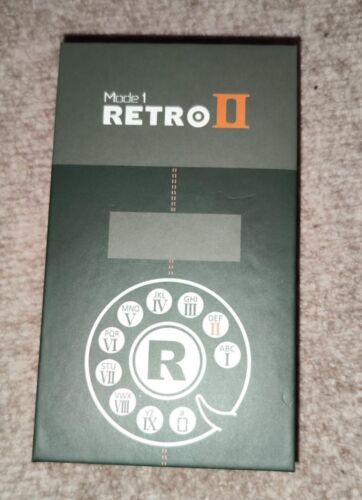 Mode 1
RETRO II
JKL
IV
GHI
III
MNO
V
DEF
II
PQR
VI
ABC
I
R
STU
VII
VWX
VIII
YZ
IX
#